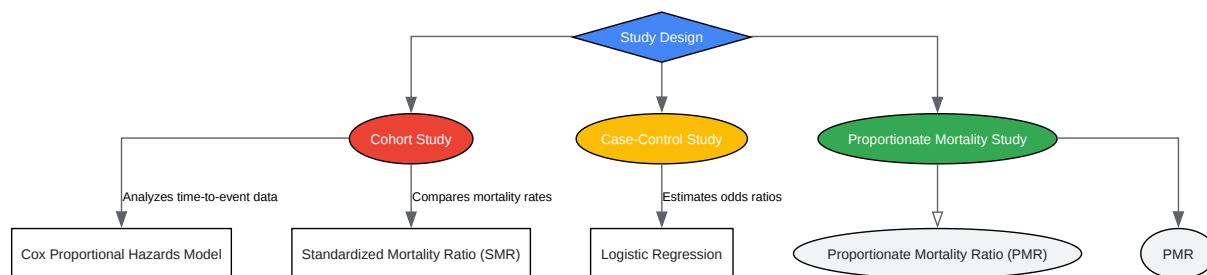 Study Design
Cohort Study
Case-Control Study
Proportionate Mortality Study
Analyzes time-to-event data
Compares mortality rates
Estimates odds ratios
Cox Proportional Hazards Model
Standardized Mortality Ratio (SMR)
Logistic Regression
Proportionate Mortality Ratio (PMR)
PMR